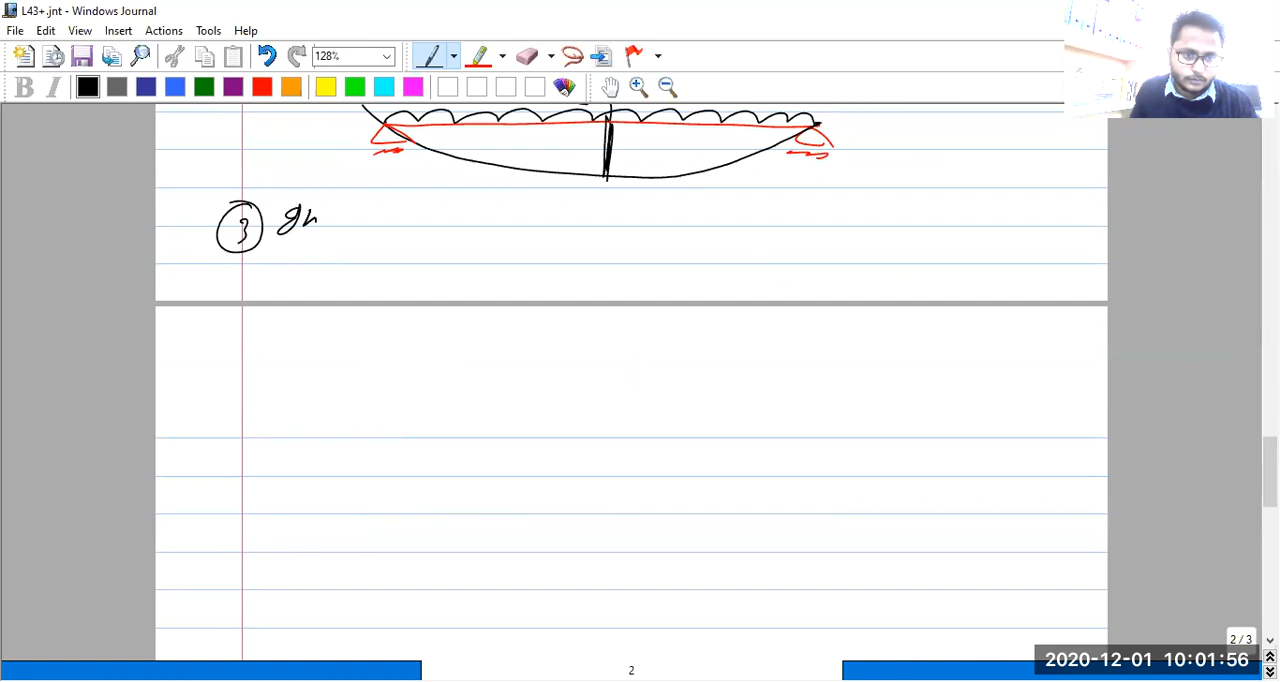 L43+.jnt - Windows Journal
File Edit View Insert Actions Tools Help
128%
B I
3 In
2 / 3
2020-12-01 10:01:56
2